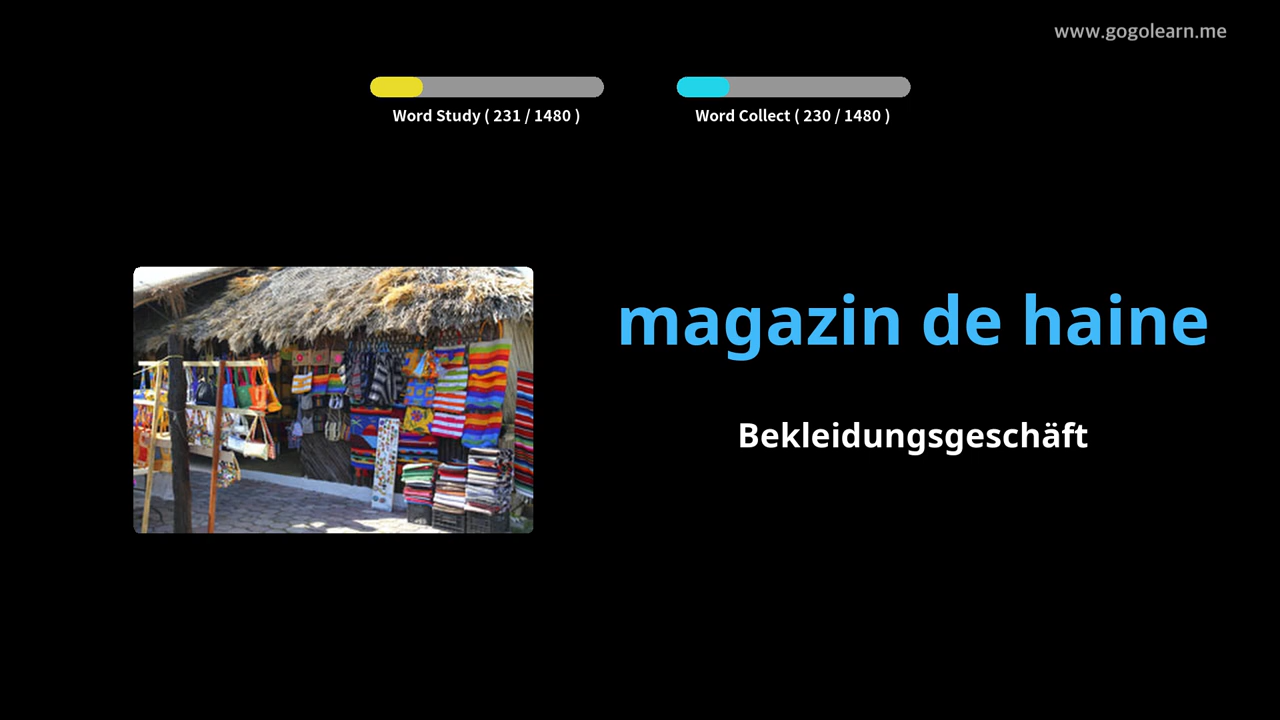 www.gogolearn.me
Word Study ( 231 / 1480 )
Word Collect ( 230 / 1480 )
magazin de haine
Bekleidungsgeschäft